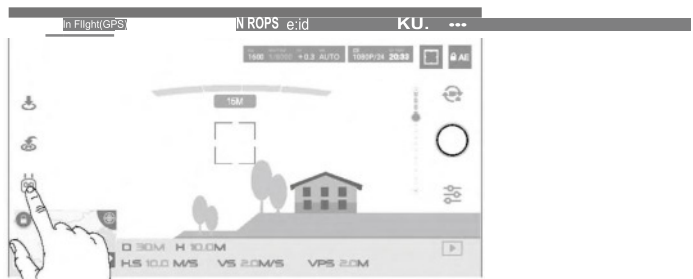 In Flight(GPS) N ROPS e:id KU. •••
1600 +0.3 AUTO 1080P/24 20:33 AE
15M
D 30M H 10.0M
H.S 10.0 M/S VS 2.0M/S VPS 2.0M